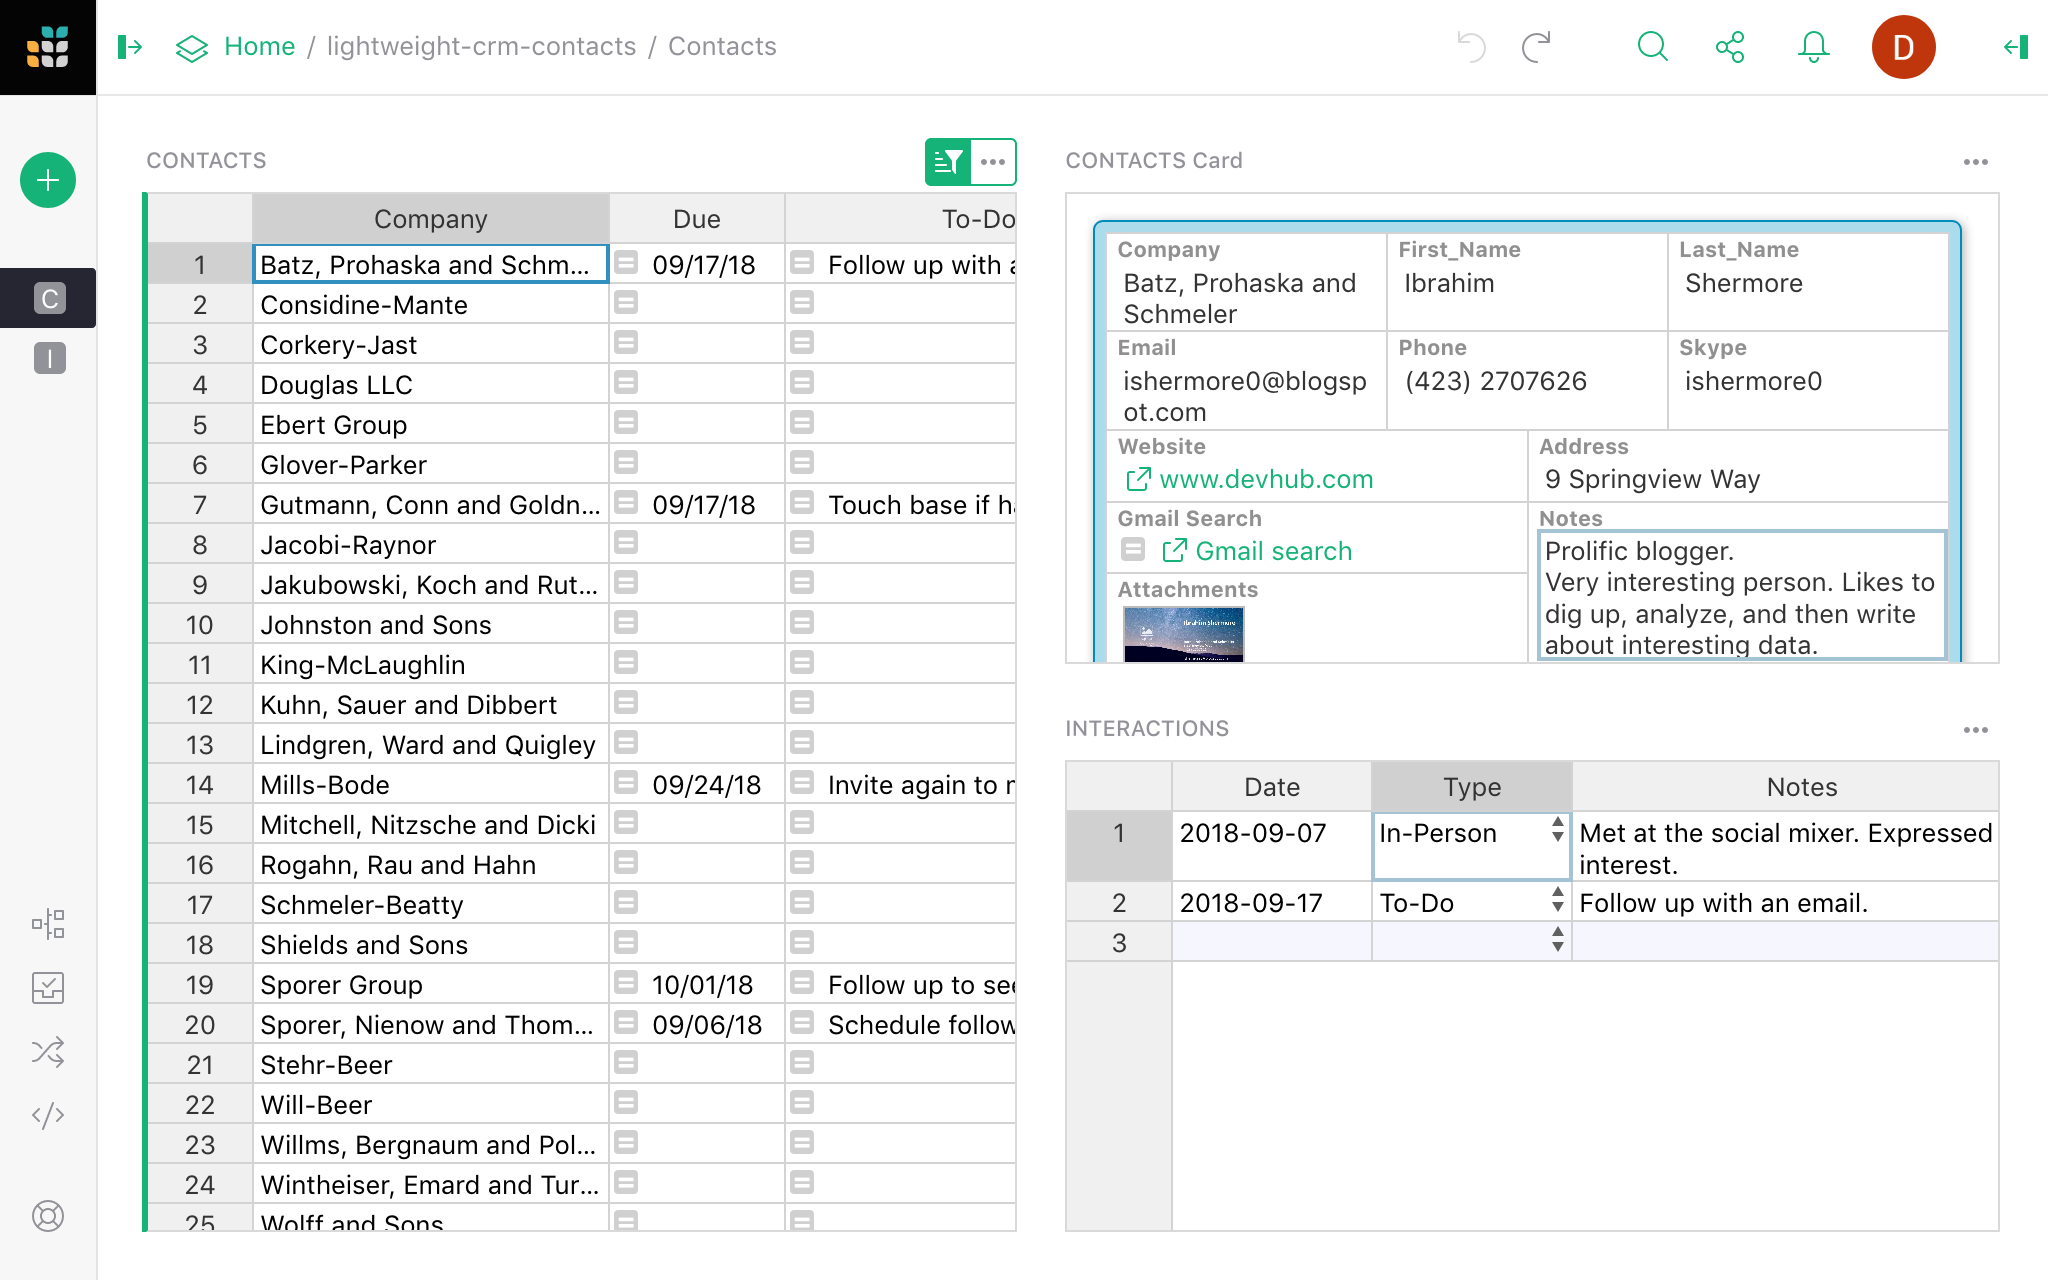 Home / lightweight-crm-contacts / Contacts
D
C
I
CONTACTS
Company Due To-Do
1 Batz, Prohaska and Schm... 09/17/18 Follow up with a
2 Considine-Mante
3 Corkery-Jast
4 Douglas LLC
5 Ebert Group
6 Glover-Parker
7 Gutmann, Conn and Goldn... 09/17/18 Touch base if ha
8 Jacobi-Raynor
9 Jakubowski, Koch and Rut...
10 Johnston and Sons
11 King-McLaughlin
12 Kuhn, Sauer and Dibbert
13 Lindgren, Ward and Quigley
14 Mills-Bode 09/24/18 Invite again to
15 Mitchell, Nitzsche and Dicki
16 Rogahn, Rau and Hahn
17 Schmeler-Beatty
18 Shields and Sons
19 Sporer Group 10/01/18 Follow up to see
20 Sporer, Nienow and Thom... 09/06/18 Schedule follow
21 Stehr-Beer
22 Will-Beer
23 Willms, Bergnaum and Pol...
24 Wintheiser, Emard and Tur...
25 Wolff and Sons
CONTACTS Card
Company First_Name Last_Name
Batz, Prohaska and Ibrahim Shermore
Schmeler
Email Phone Skype
ishermore0@blogsp (423) 2707626 ishermore0
ot.com
Website Address
www.devhub.com 9 Springview Way
Gmail Search Notes
Gmail search
Prolific blogger.
Very interesting person. Likes to
dig up, analyze, and then write
about interesting data.
Attachments
Ibrahim Shermore
INTERACTIONS
Date Type Notes
1 2018-09-07 In-Person Met at the social mixer. Expressed
interest.
2 2018-09-17 To-Do Follow up with an email.
3